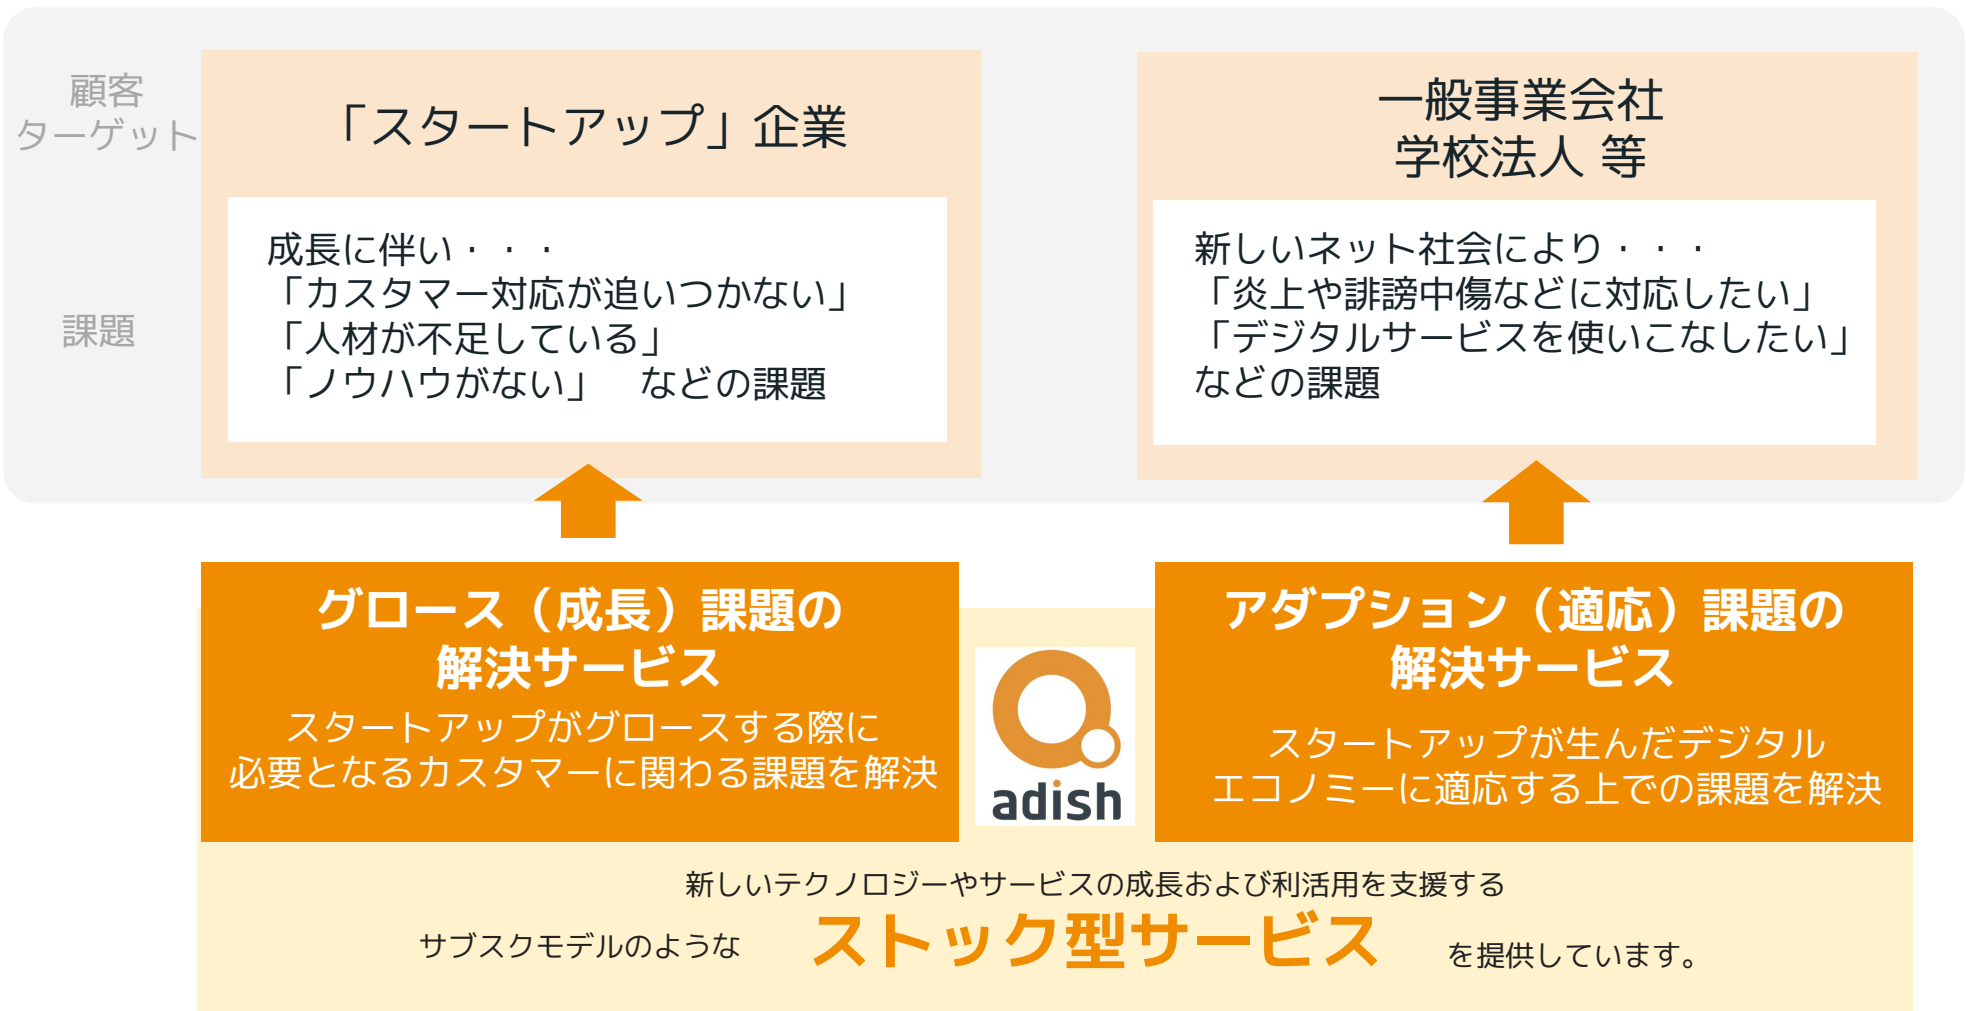 顧客
ターゲット
「スタートアップ」企業
一般事業会社
学校法人 等
課題
成長に伴い・・・
「カスタマー対応が追いつかない」
「人材が不足している」
「ノウハウがない」　などの課題
新しいネット社会により・・・
「炎上や誹謗中傷などに対応したい」
「デジタルサービスを使いこなしたい」
などの課題
グロース（成長）課題の
解決サービス
スタートアップがグロースする際に
必要となるカスタマーに関わる課題を解決
adish
アダプション（適応）課題の
解決サービス
スタートアップが生んだデジタル
エコノミーに適応する上での課題を解決
新しいテクノロジーやサービスの成長および利活用を支援する
サブスクモデルのような ストック型サービス を提供しています。